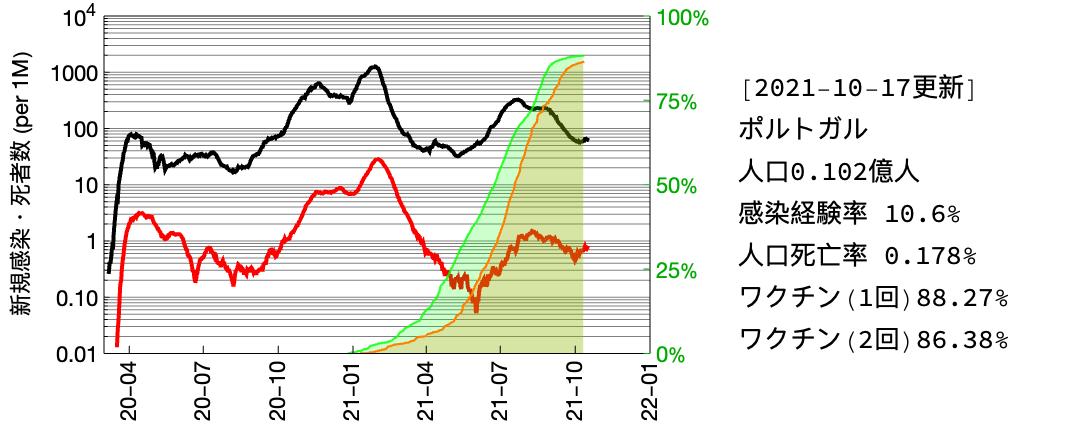 新規感染・死者数 (per 1M)
10^4
1000
100
10
1
0.10
0.01
100%
75%
50%
25%
0%
20-04
20-07
20-10
21-01
21-04
21-07
21-10
22-01
[2021-10-17更新]
ポルトガル
人口0.102億人
感染経験率 10.6%
人口死亡率 0.178%
ワクチン(1回)88.27%
ワクチン(2回)86.38%